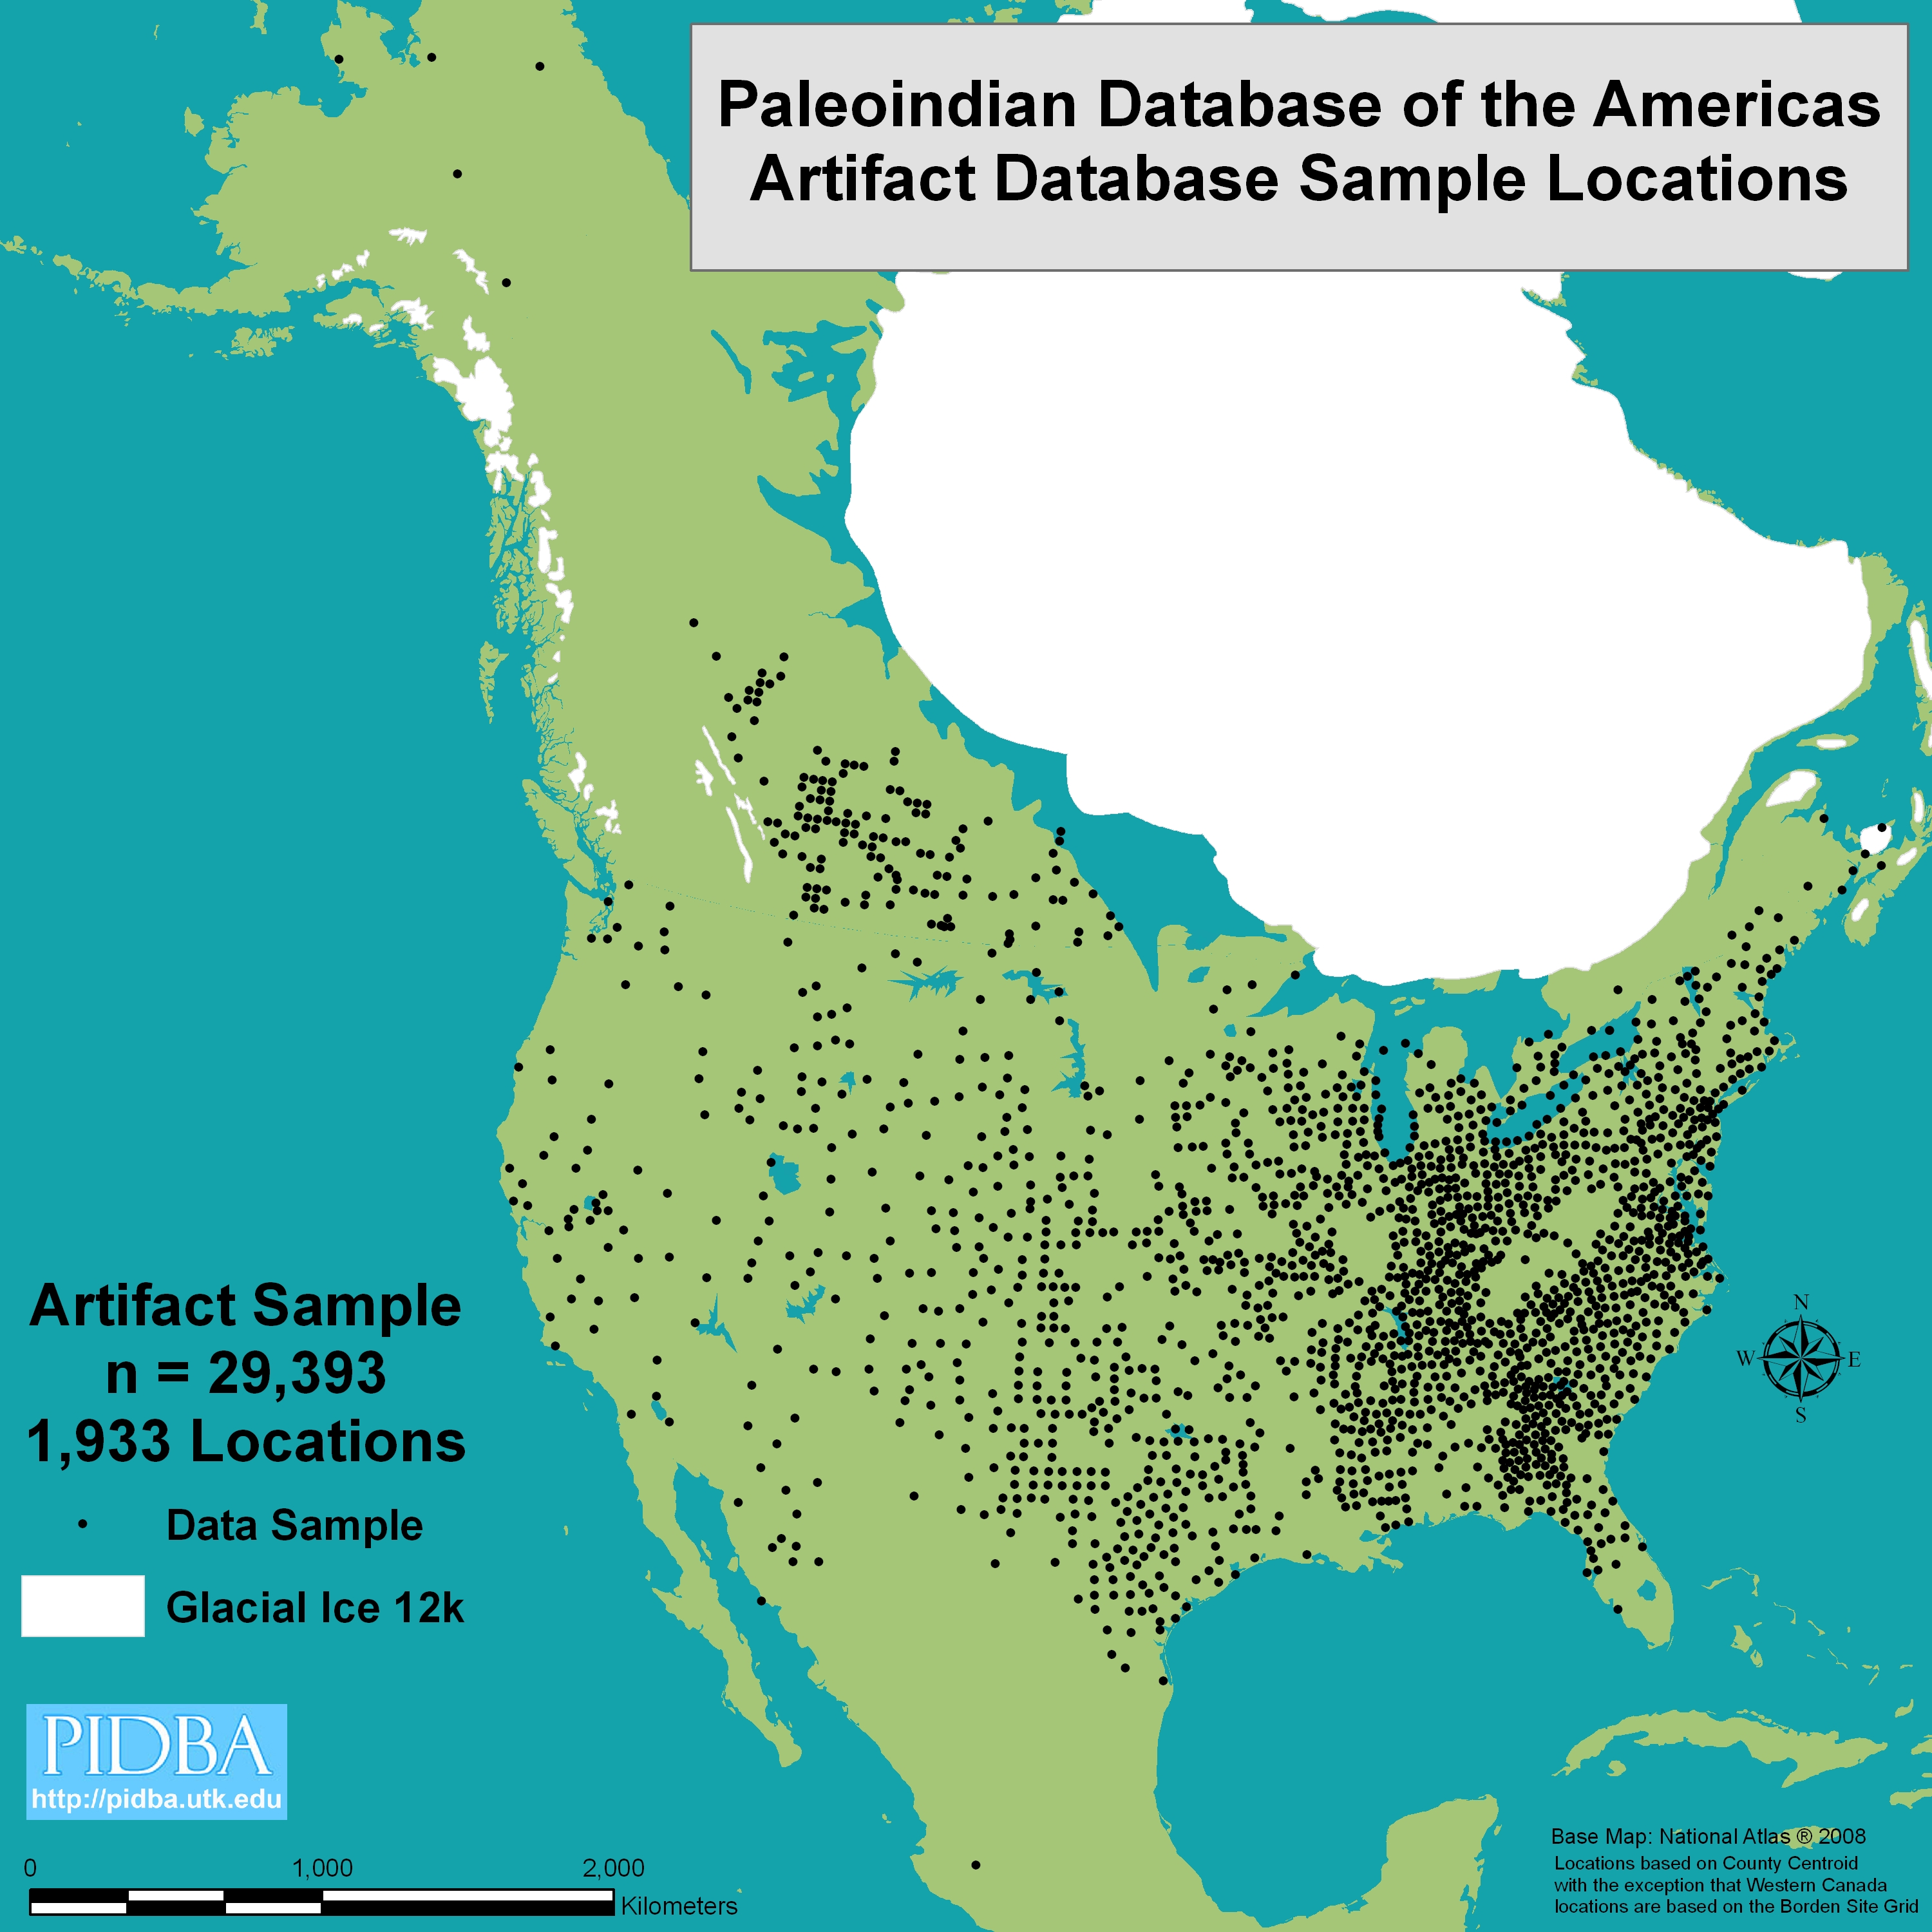 Paleoindian Database of the Americas
Artifact Database Sample Locations
Artifact Sample
n = 29,393
1,933 Locations
Data Sample
Glacial Ice 12k
N
W
E
S
PIDBA
http://pidba.utk.edu
0
1,000
2,000
Kilometers
Base Map: National Atlas ® 2008
Locations based on County Centroid
with the exception that Western Canada
locations are based on the Borden Site Grid